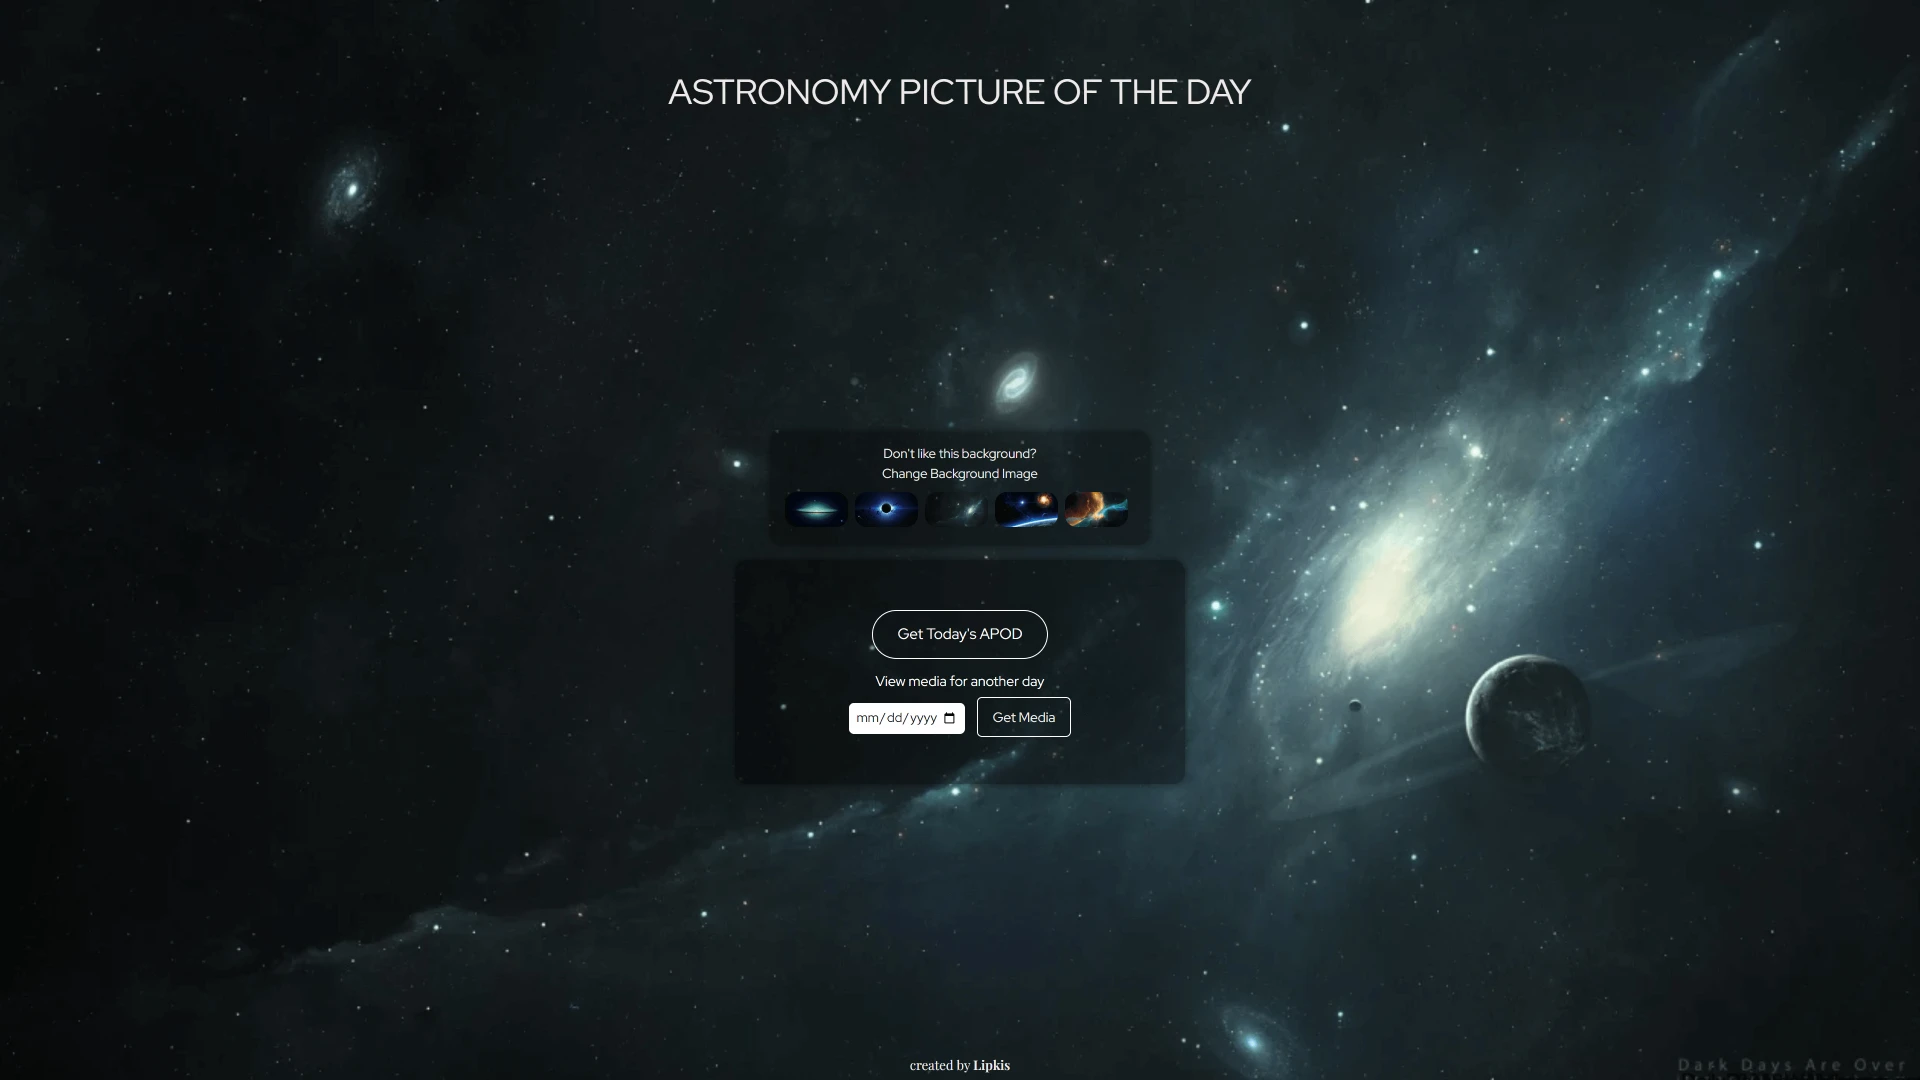 ASTRONOMY PICTURE OF THE DAY
Don't like this background?
Change Background Image
Get Today's APOD
View media for another day
mm/dd/yyyy
Get Media
created by Lipkis
Dark Days Are Over